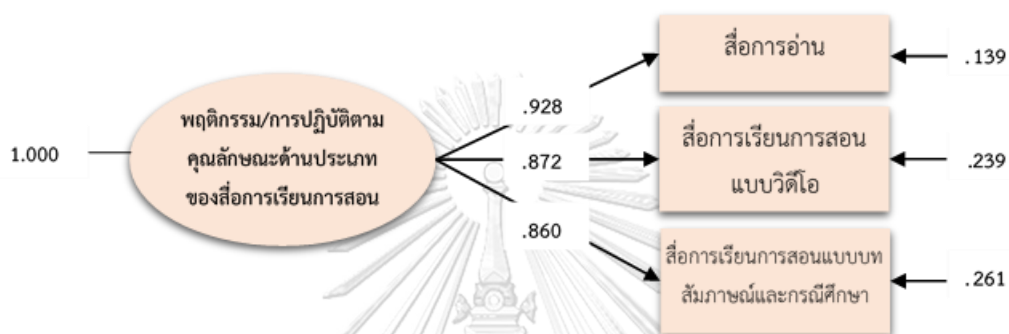 สื่อการอ่าน
.139
.928
พฤติกรรม/การปฏิบัติตาม
คุณลักษณะด้านประเภท
ของสื่อการเรียนการสอน
1.000
.872
สื่อการเรียนการสอน
แบบวิดีโอ
.239
.860
สื่อการเรียนการสอนแบบบท
สัมภาษณ์และกรณีศึกษา
.261